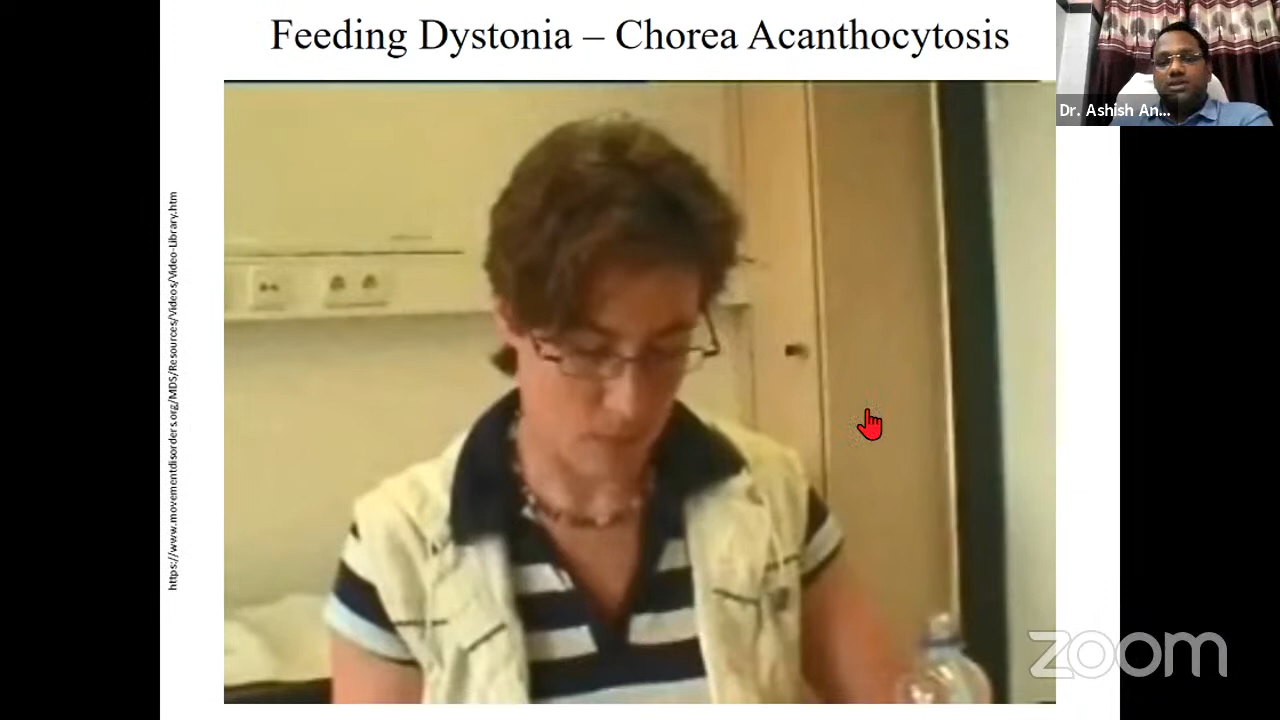 Feeding Dystonia – Chorea Acanthocytosis
Dr. Ashish An...
https://www.movementdisorders.org/MDS/Resources/Videos/Video-Library.htm
zoom